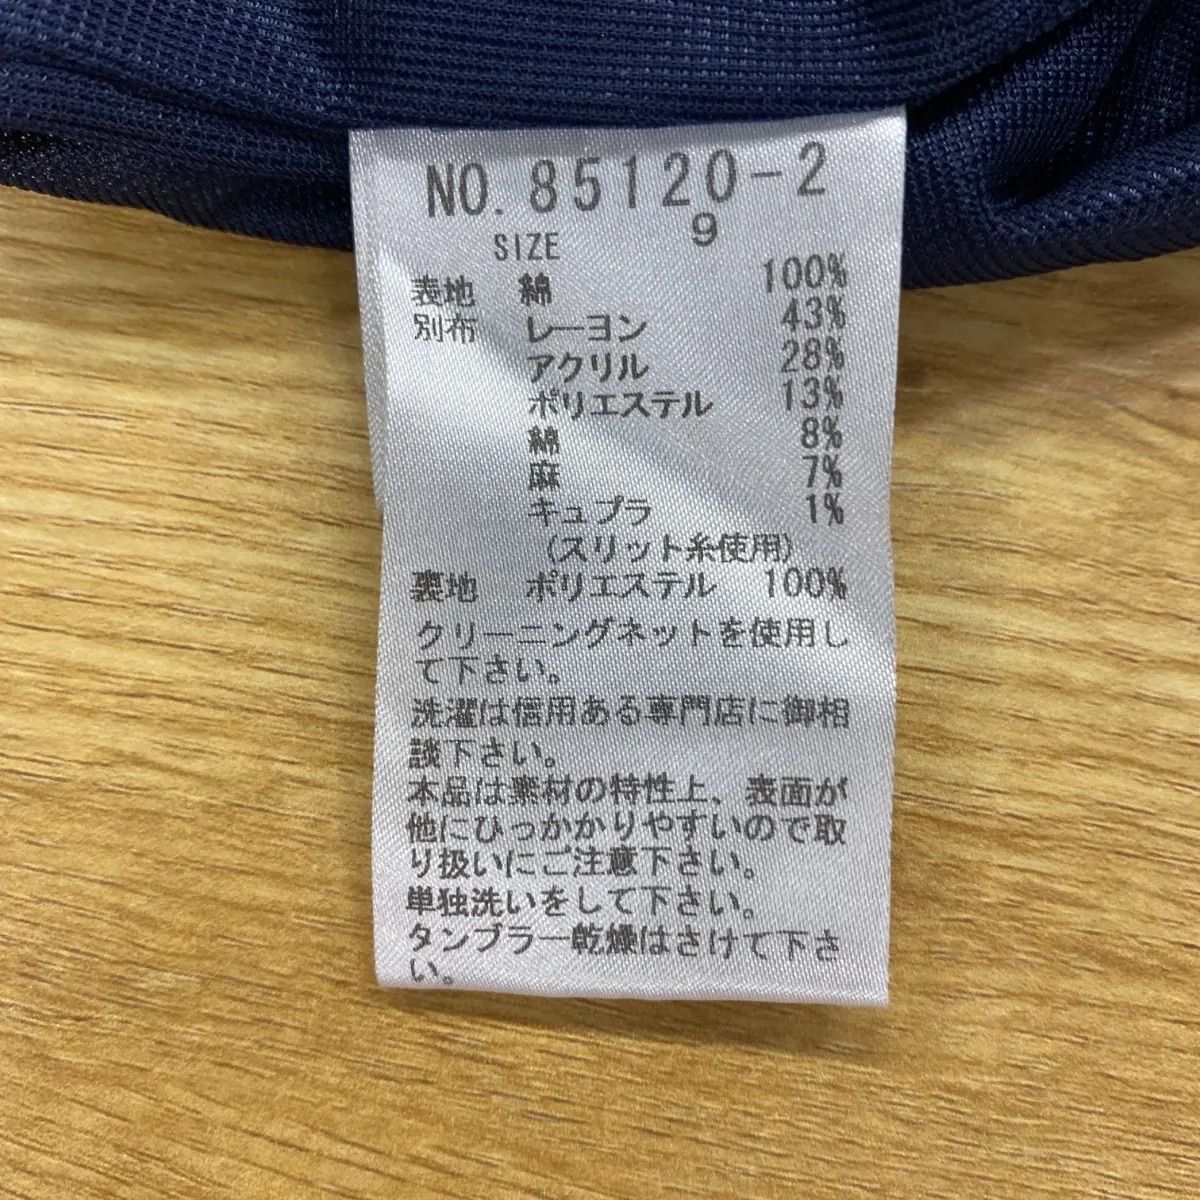 NO. 85120-2
SIZE 9
表地 綿 100%
別布 レーヨン 43%
アクリル 28%
ポリエステル 13%
綿 8%
麻 7%
キュプラ 1%
(スリット糸使用)
裏地 ポリエステル 100%
クリーニングネットを使用し
て下さい。
洗濯は信用ある専門店に御相
談下さい。
本品は素材の特性上、表面が
他にひっかかりやすいので取
り扱いにご注意下さい。
単独洗いをして下さい。
タンブラー乾燥はさけて下さ
い。